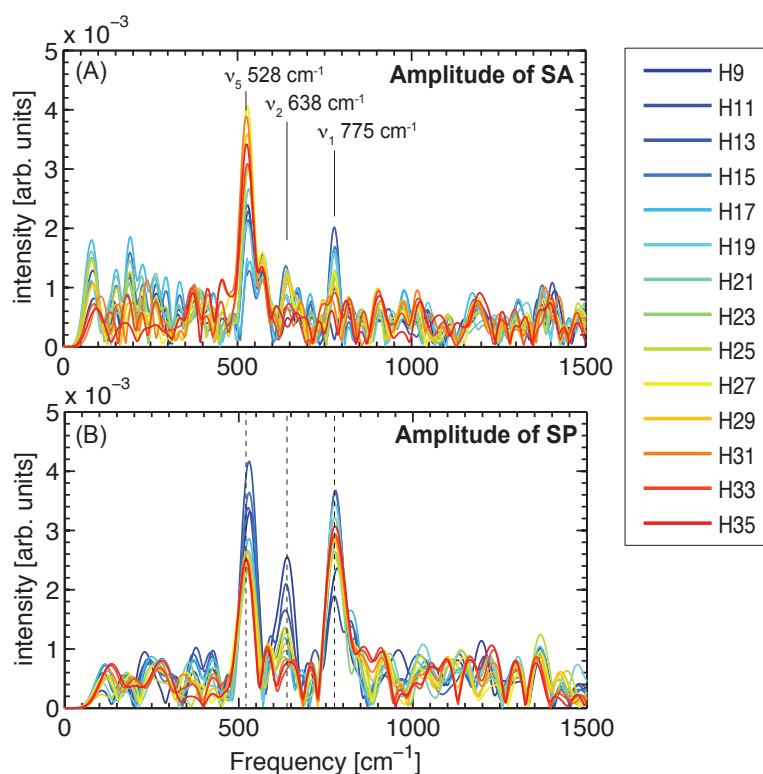 x 10⁻³
(A) Amplitude of SA
ν₅ 528 cm⁻¹
ν₂ 638 cm⁻¹
ν₁ 775 cm⁻¹
5
4
3
2
1
0
intensity [arb. units]
0 500 1000 1500
x 10⁻³
(B) Amplitude of SP
5
4
3
2
1
0
intensity [arb. units]
0 500 1000 1500
Frequency [cm⁻¹]
H9
H11
H13
H15
H17
H19
H21
H23
H25
H27
H29
H31
H33
H35